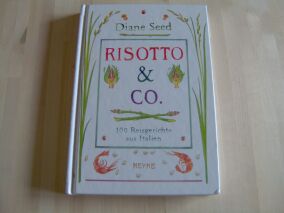 Diane Seed
RISOTTO
&
CO.
100 Reisgerichte
aus Italien
HEYNE